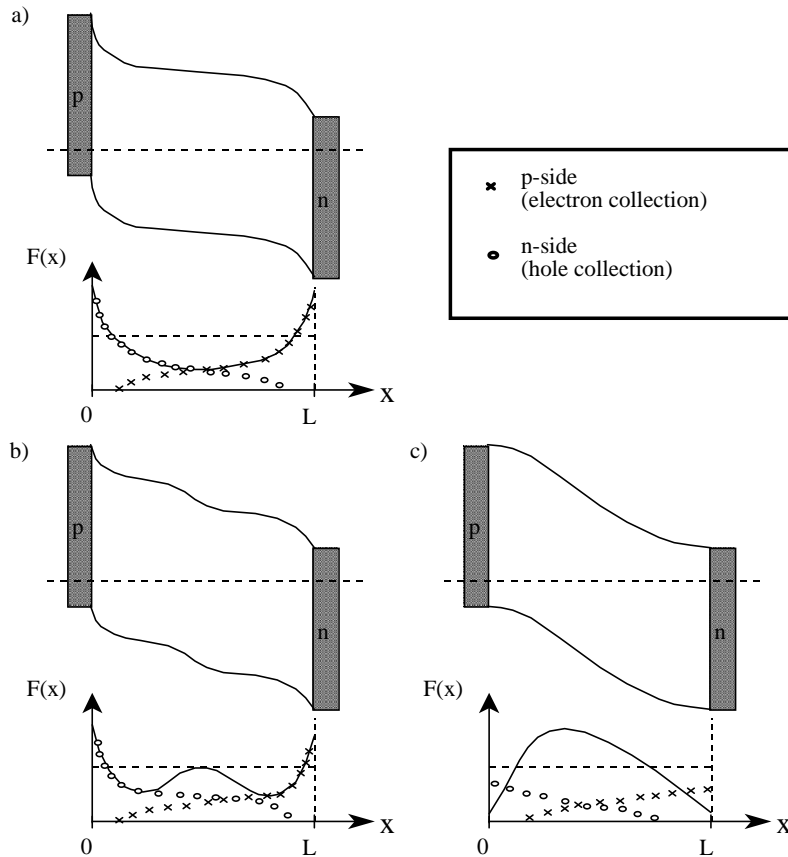 a)
p
n
F(x)
x
0
L
p-side
(electron collection)
n-side
(hole collection)
b)
p
n
F(x)
x
0
L
c)
p
n
F(x)
x
0
L